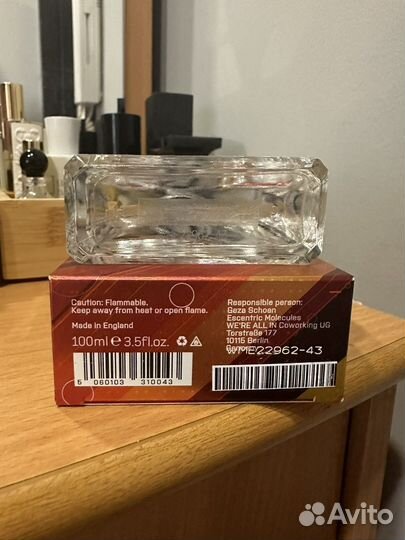 Caution: Flammable.
Keep away from heat or open flame.
Made in England
100ml ℮ 3.5fl.oz.
5 060103 310043
Responsible person:
Geza Schoen
Escentric Molecules
WE'RE ALL IN Coworking UG
Torstraße 177
10115 Berlin
WME22962-43
Avito